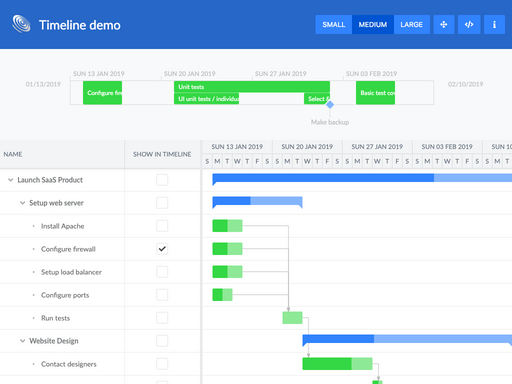 Timeline demo
SMALL MEDIUM LARGE
SUN 13 JAN 2019 SUN 20 JAN 2019 SUN 27 JAN 2019 SUN 03 FEB 2019
01/13/2019 02/10/2019
Configure Unit tests Basic test
UI unit tests / Select
Make backup
NAME SHOW IN TIMELINE
SUN 13 JAN 2019 SUN 20 JAN 2019 SUN 27 JAN 2019 SUN 03 FEB 2019 SUN
S M T W T F S S M T W T F S S M T W T F S S M T W T F S S M T
Launch SaaS Product
Setup web server
Install Apache
Configure firewall
Setup load balancer
Configure ports
Run tests
Website Design
Contact designers